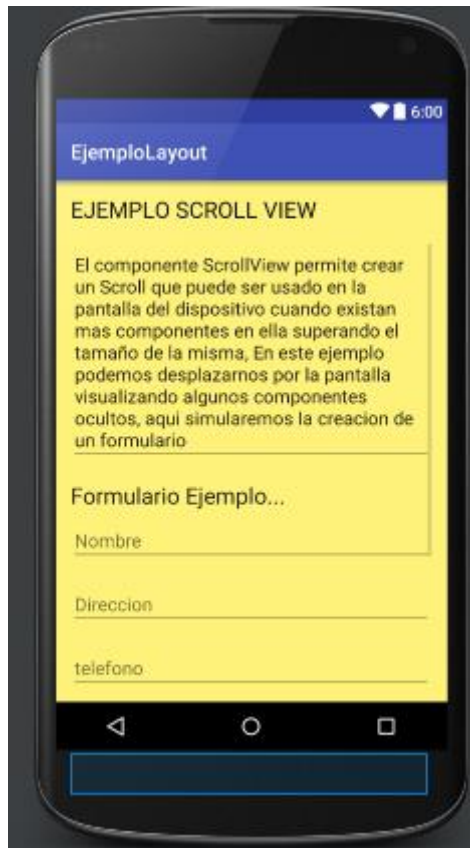 6:00
EjemploLayout
EJEMPLO SCROLL VIEW
El componente ScrollView permite crear
un Scroll que puede ser usado en la
pantalla del dispositivo cuando existan
mas componentes en ella superando el
tamaño de la misma, En este ejemplo
podemos desplazarnos por la pantalla
visualizando algunos componentes
ocultos, aqui simularemos la creacion de
un formulario
Formulario Ejemplo...
Nombre
Direccion
telefono